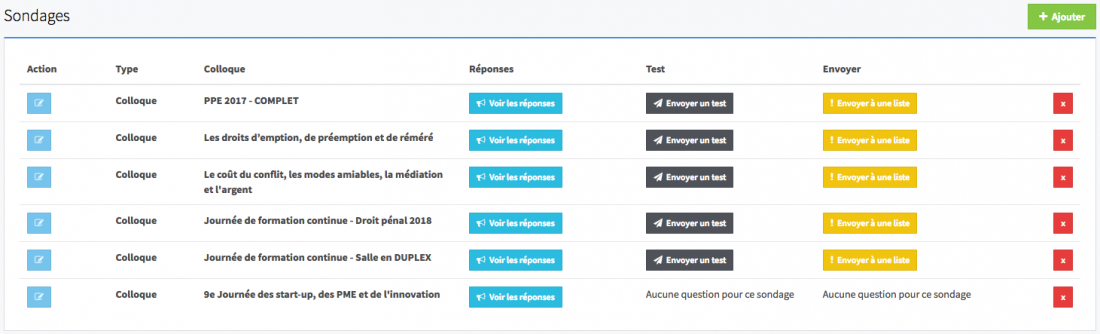 Sondages
+ Ajouter
Action Type Colloque Réponses Test Envoyer
Colloque PPE 2017 - COMPLET Voir les réponses Envoyer un test ! Envoyer à une liste x
Colloque Les droits d'emption, de préemption et de réméré Voir les réponses Envoyer un test ! Envoyer à une liste x
Colloque Le coût du conflit, les modes amiables, la médiation Voir les réponses Envoyer un test ! Envoyer à une liste x
et l'argent
Colloque Journée de formation continue - Droit pénal 2018 Voir les réponses Envoyer un test ! Envoyer à une liste x
Colloque Journée de formation continue - Salle en DUPLEX Voir les réponses Envoyer un test ! Envoyer à une liste x
Colloque 9e Journée des start-up, des PME et de l'innovation Voir les réponses Aucune question pour ce sondage Aucune question pour ce sondage x